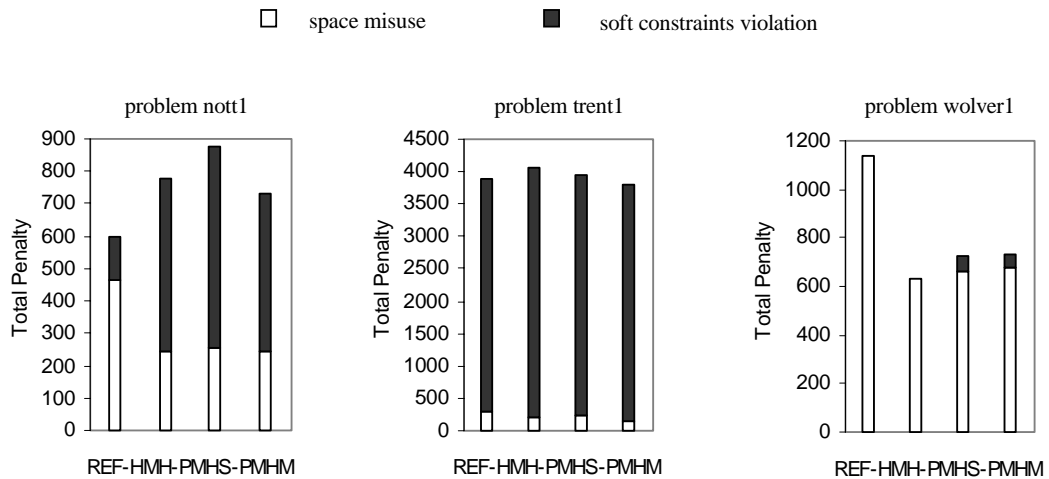 space misuse
soft constraints violation
problem nott1
Total Penalty
900
800
700
600
500
400
300
200
100
0
REF-HMH-PMHS-PMHM
problem trent1
Total Penalty
4500
4000
3500
3000
2500
2000
1500
1000
500
0
REF-HMH-PMHS-PMHM
problem wolver1
Total Penalty
1200
1000
800
600
400
200
0
REF-HMH-PMHS-PMHM